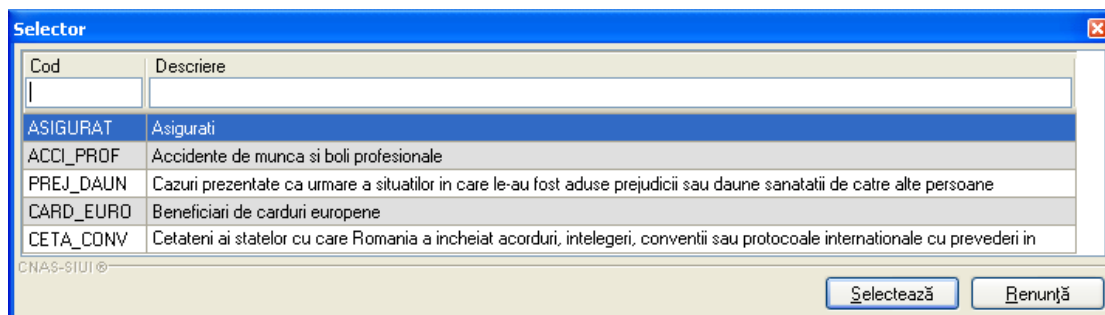 Selector
Cod Descriere
ASIGURAT Asigurati
ACCI_PROF Accidente de munca si boli profesionale
PREJ_DAUN Cazuri prezentate ca urmare a situatilor in care le-au fost aduse prejudicii sau daune sanatatii de catre alte persoane
CARD_EURO Beneficiari de carduri europene
CETA_CONV Cetateni ai statelor cu care Romania a incheiat acorduri, intelegeri, conventii sau protocoale internationale cu prevederi in
CNAS-SIUI®
Selectează Renunţă